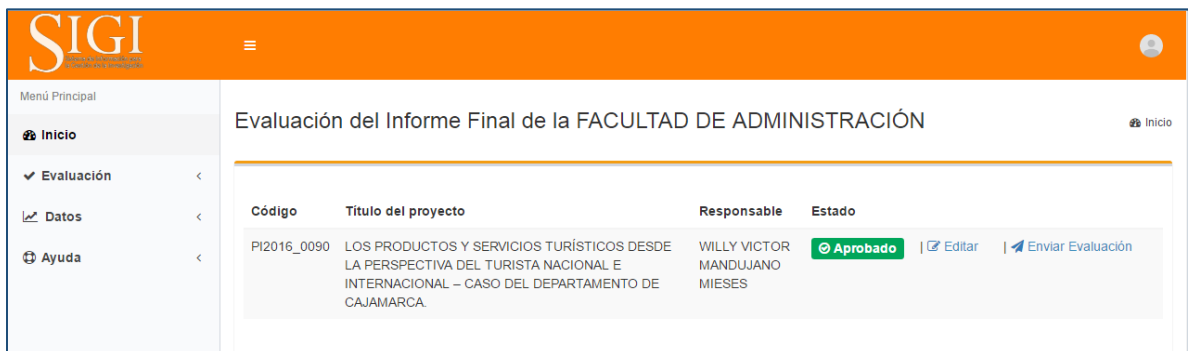 SIGI
Menú Principal
Inicio
Evaluación
Datos
Ayuda
Evaluación del Informe Final de la FACULTAD DE ADMINISTRACIÓN
Inicio
Código Título del proyecto Responsable Estado
PI2016_0090 LOS PRODUCTOS Y SERVICIOS TURÍSTICOS DESDE WILLY VICTOR Aprobado | Editar | Enviar Evaluación
LA PERSPECTIVA DEL TURISTA NACIONAL E MANDUJANO
INTERNACIONAL – CASO DEL DEPARTAMENTO DE MIESES
CAJAMARCA.